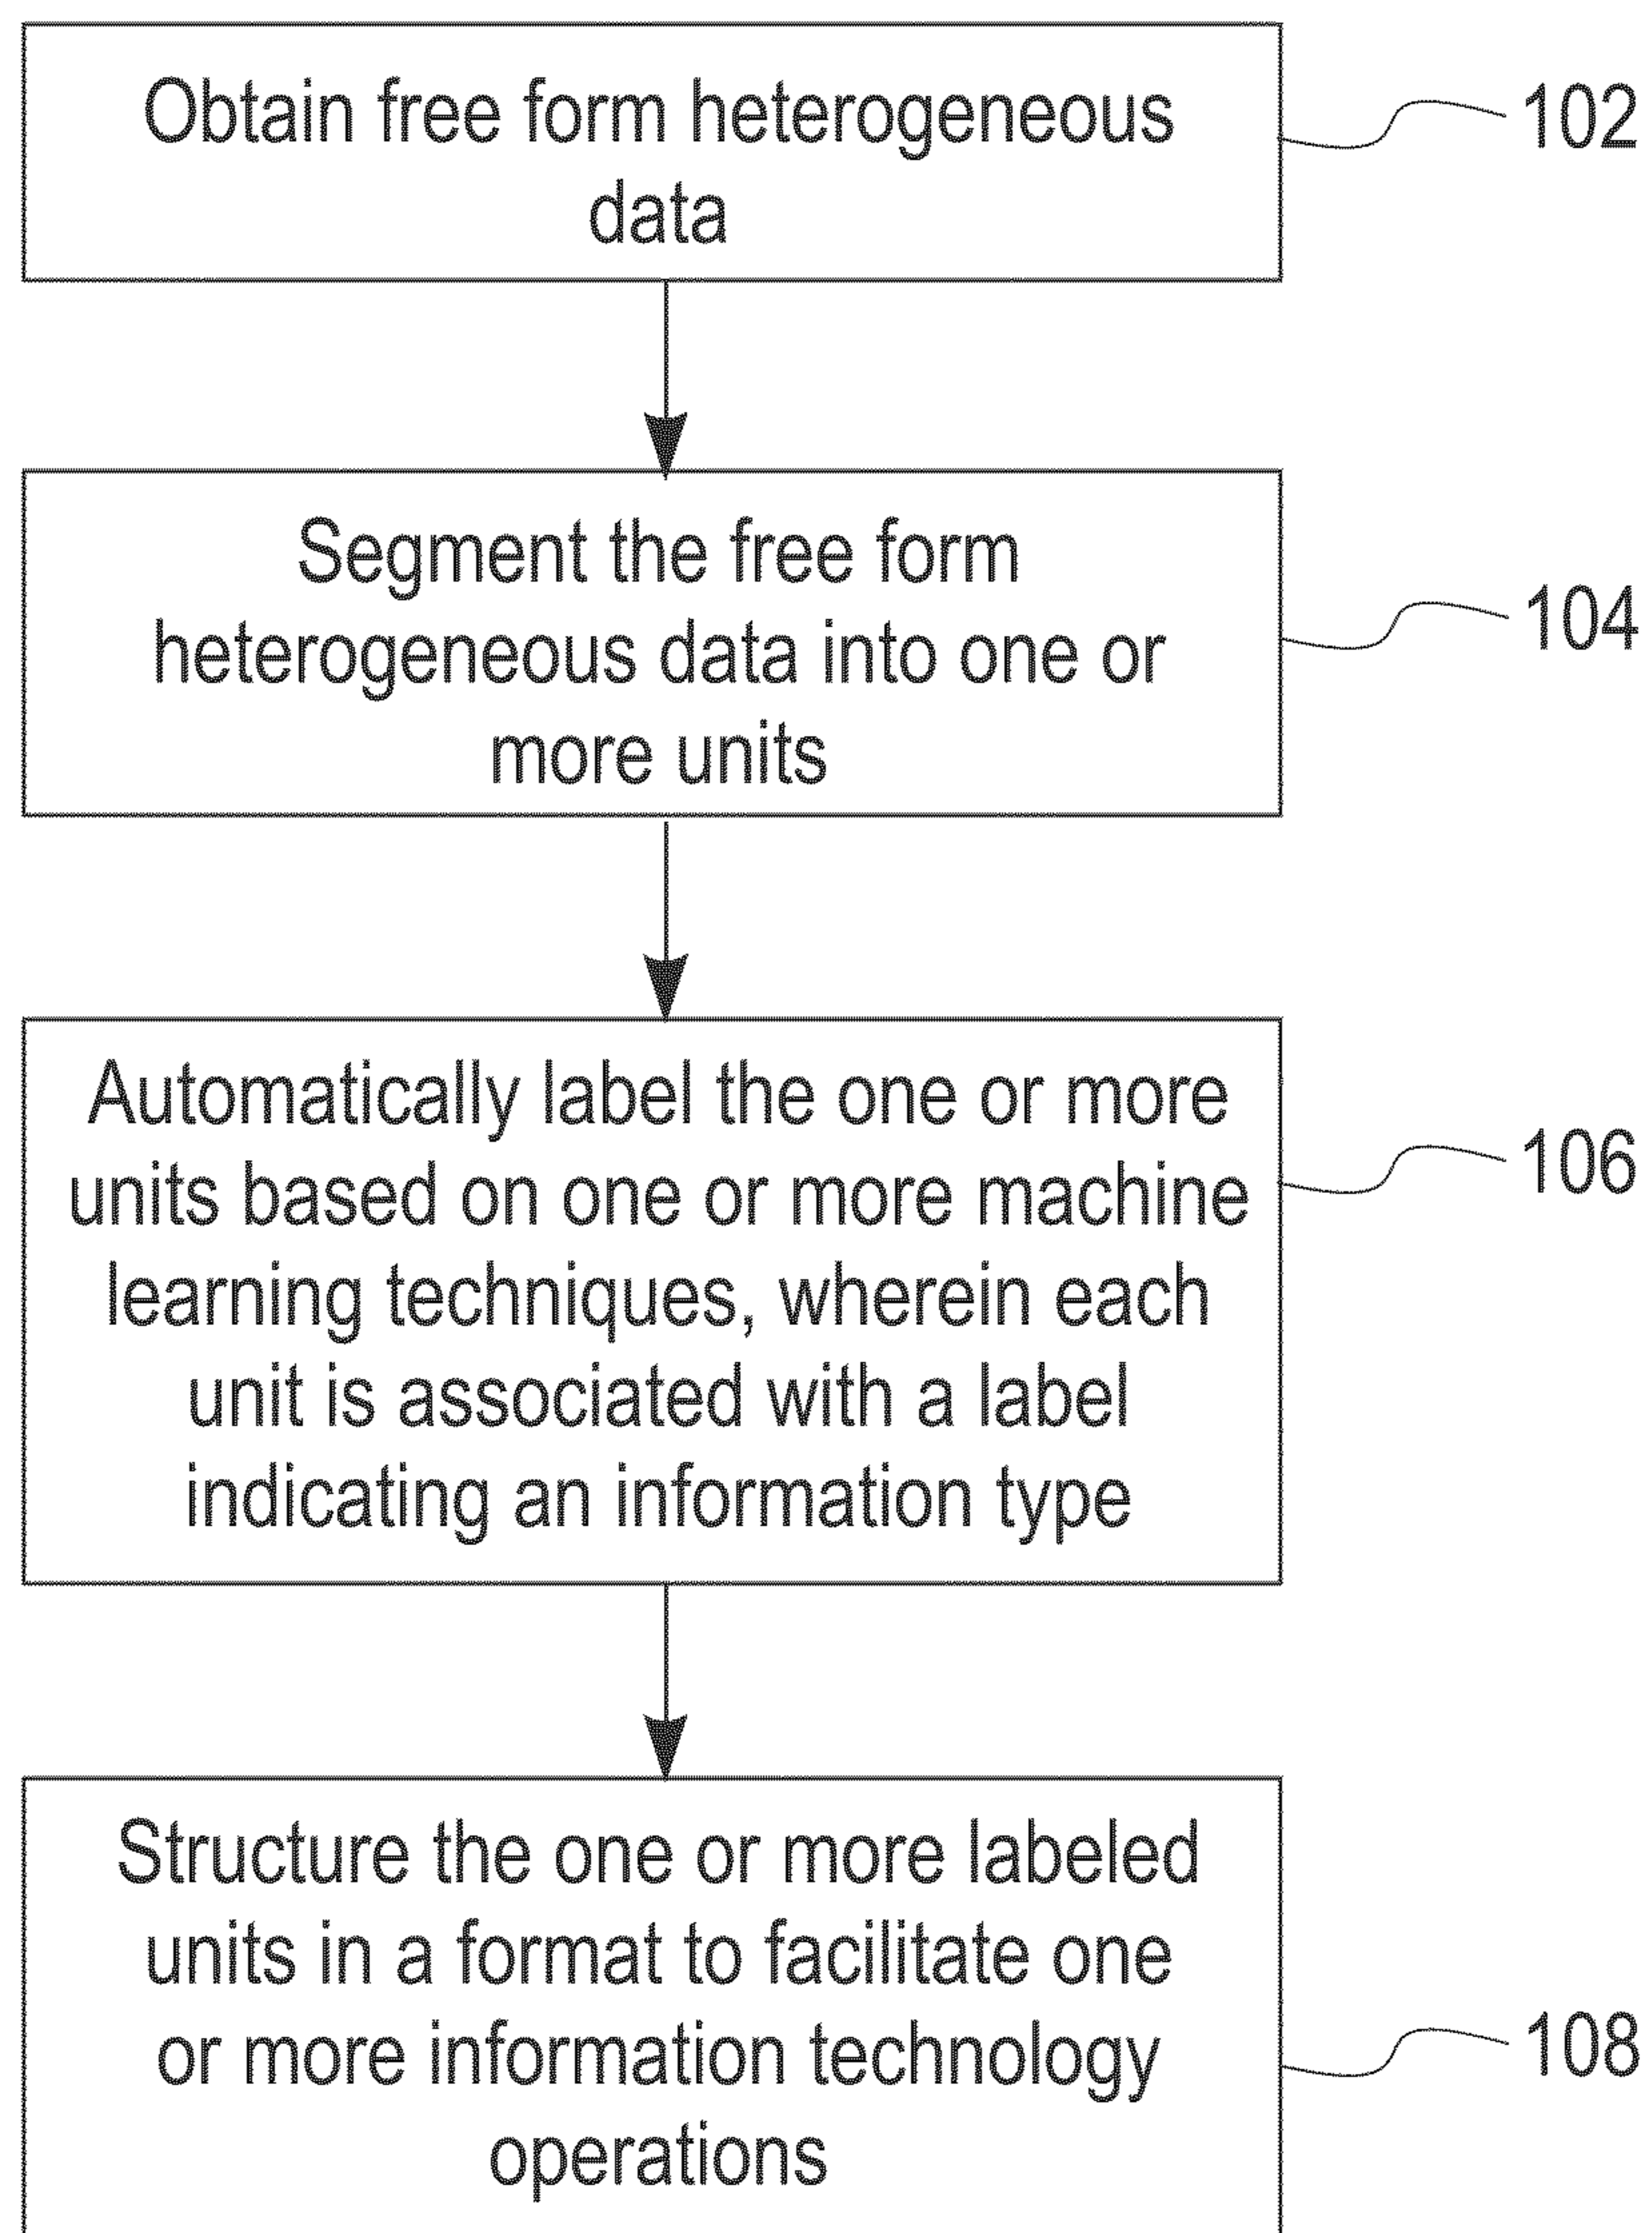 Obtain free form heterogeneous
data
102
Segment the free form
heterogeneous data into one or
more units
104
Automatically label the one or more
units based on one or more machine
learning techniques, wherein each
unit is associated with a label
indicating an information type
106
Structure the one or more labeled
units in a format to facilitate one
or more information technology
operations
108